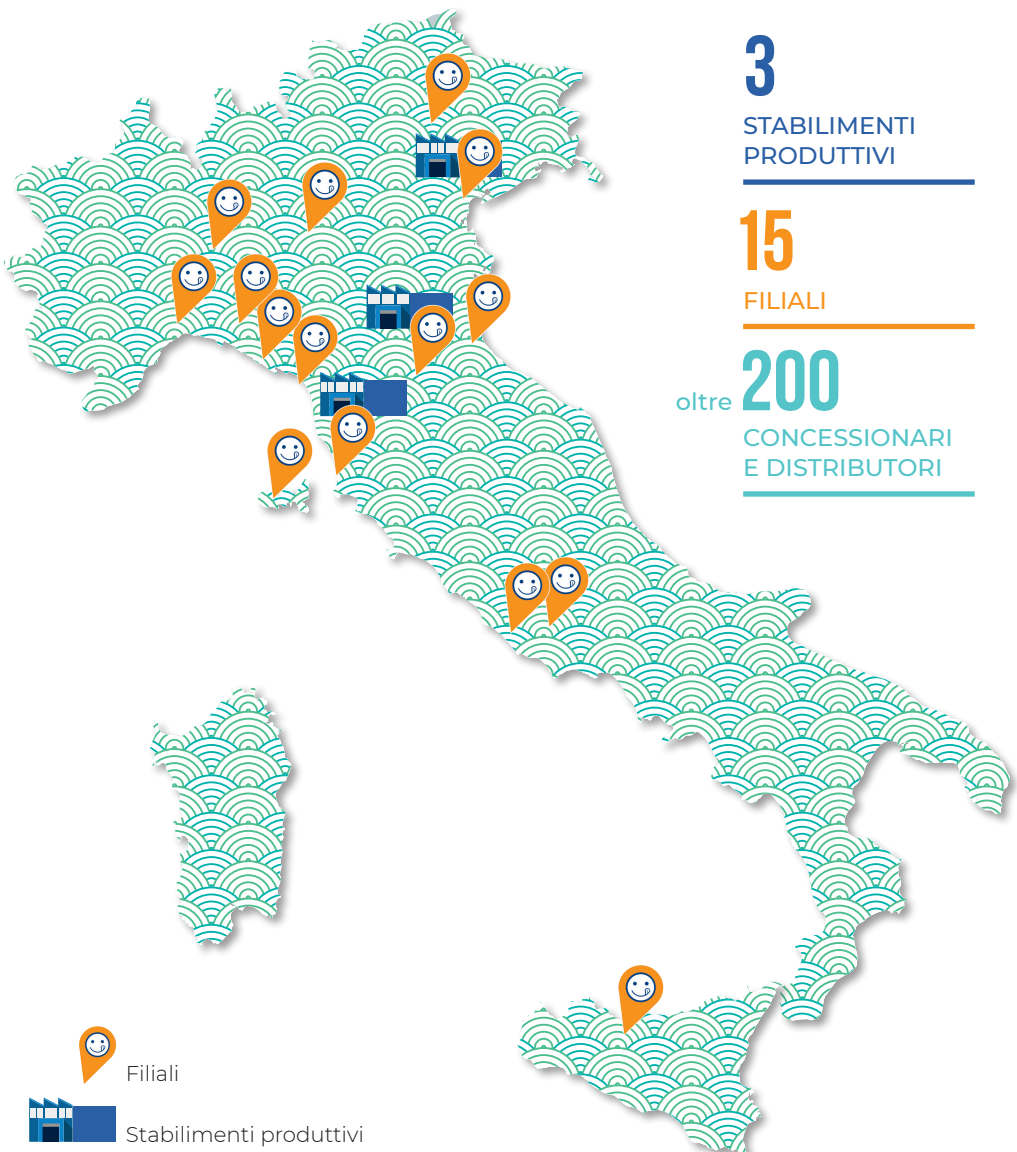 3
STABILIMENTI
PRODUTTIVI
15
FILIALI
oltre 200
CONCESSIONARI
E DISTRIBUTORI
Filiali
Stabilimenti produttivi